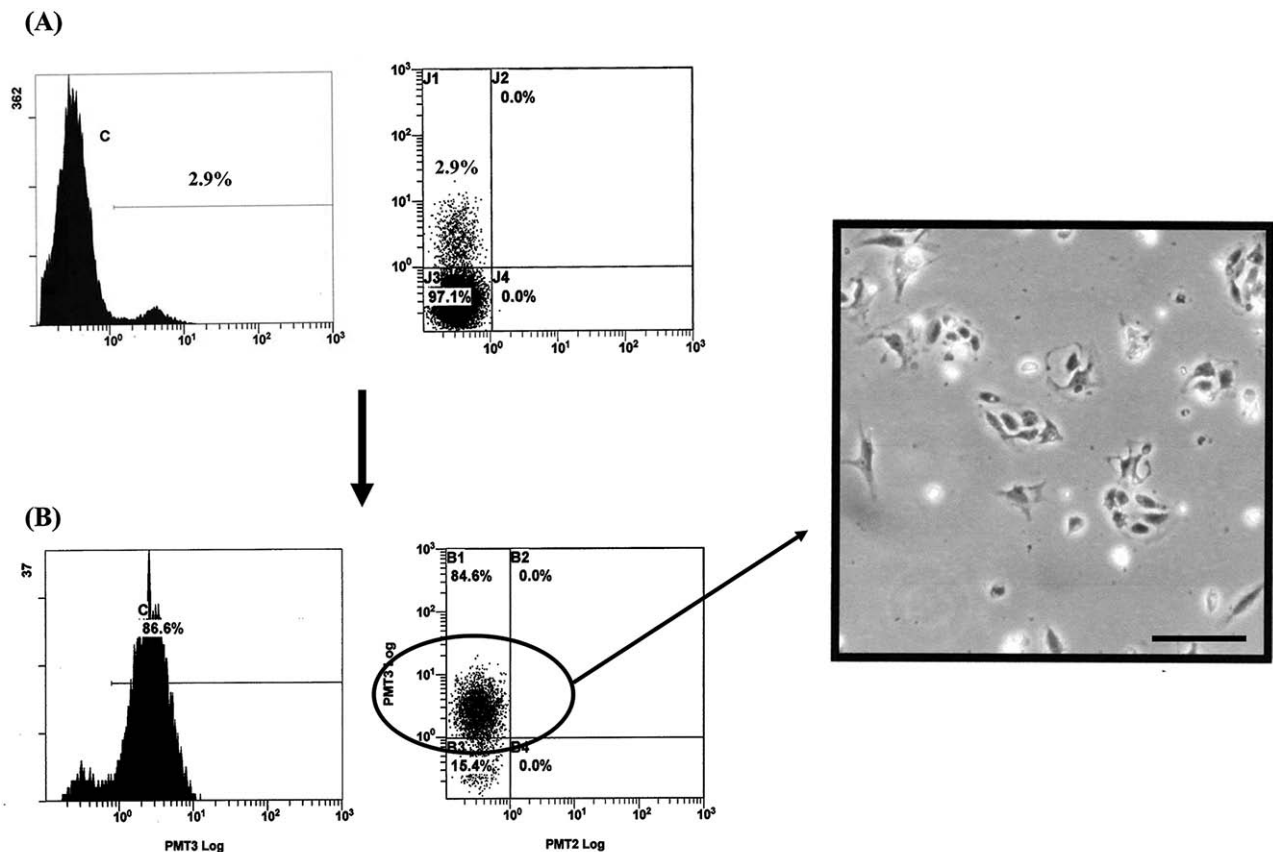 (A)
362
C
2.9%
10⁰ 10¹ 10² 10³
10³
10²
10¹
10⁰
J1 J2
0.0%
2.9%
J3 J4
97.1% 0.0%
10⁰ 10¹ 10² 10³
(B)
37
C
86.6%
10⁰ 10¹ 10² 10³
PMT3 Log
PMT3 Log
10³
10²
10¹
10⁰
B1 B2
84.6% 0.0%
B3 B4
15.4% 0.0%
10⁰ 10¹ 10² 10³
PMT2 Log